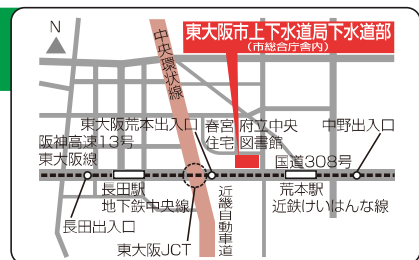 N
中央環状線
東大阪市上下水道局下水道部
(市総合庁舎内)
東大阪荒本出入口
春宮
住宅
府立中央
図書館
中野出入口
阪神高速13号
東大阪線
国道308号
長田駅
地下鉄中央線
荒本駅
近鉄けいはんな線
長田出入口
近畿自動車道
東大阪JCT